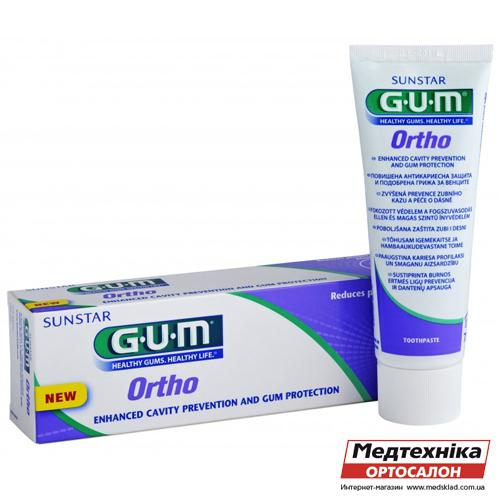 SUNSTAR
G·U·M®
HEALTHY GUMS. HEALTHY LIFE.®
Ortho
ENHANCED CAVITY PREVENTION
AND GUM PROTECTION
ПОВИШЕНА АНТИКАРИЕСНА ЗАЩИТА
И ПОДОБРЕНА ГРИЖА ЗА ВЕНЦИТЕ
ZVÝŠENÁ PREVENCE ZUBNÍHO
KAZU A PÉČE O DÁSNĚ
FOKOZOTT VÉDELEM A FOGSZUVASODÁS
ELLEN ÉS MAGAS SZINTŰ ÍNYVÉDELEM
POBOLJŠANA ZAŠTITA ZUBI I DESNI
TÕHUSAM IGEMEKAITSE JA
HAMBAAUKUDEVASTANE TOIME
PAAUGSTINA KARIESA PROFILAKSI
UN SMAGANU AIZSARDZĪBU
SUSTIPRINTA BURNOS
ERTMĖS LIGŲ PREVENCIJA
IR DANTENŲ APSAUGA
TOOTHPASTE
Reduces
SUNSTAR
G·U·M®
HEALTHY GUMS. HEALTHY LIFE.®
NEW
Ortho
ENHANCED CAVITY PREVENTION AND GUM PROTECTION
Медтехніка
ОРТОСАЛОН
Интернет-магазин www.medsklad.com.ua